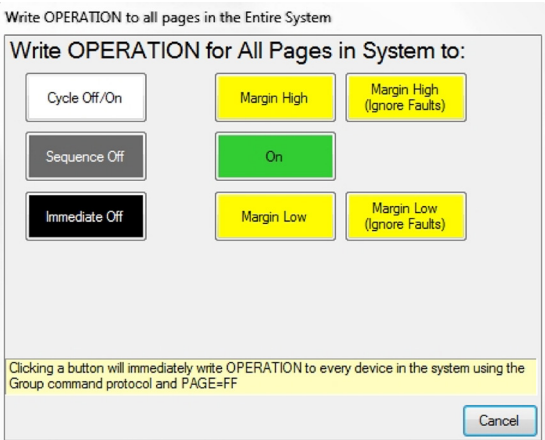 Write OPERATION to all pages in the Entire System
Write OPERATION for All Pages in System to:
Cycle Off/On
Margin High
Margin High
(Ignore Faults)
Sequence Off
On
Immediate Off
Margin Low
Margin Low
(Ignore Faults)
Clicking a button will immediately write OPERATION to every device in the system using the
Group command protocol and PAGE=FF
Cancel